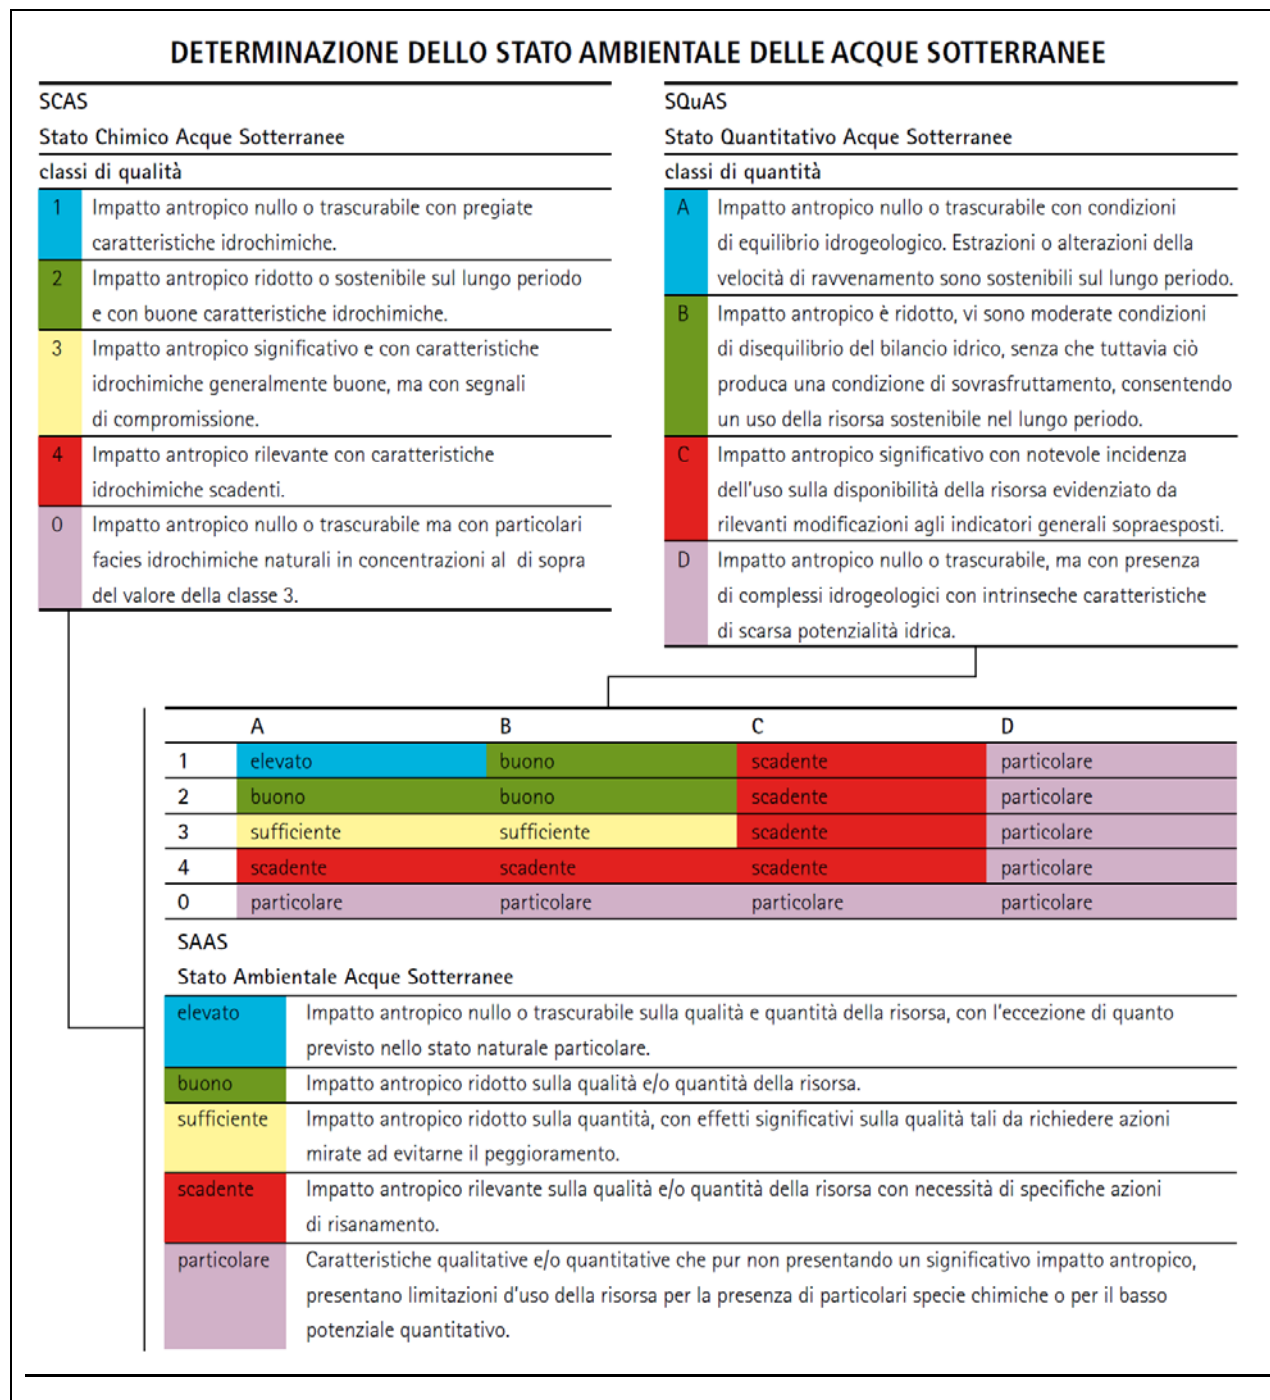 DETERMINAZIONE DELLO STATO AMBIENTALE DELLE ACQUE SOTTERRANEE
SCAS
Stato Chimico Acque Sotterranee
classi di qualità
1 Impatto antropico nullo o trascurabile con pregiate
caratteristiche idrochimiche.
2 Impatto antropico ridotto o sostenibile sul lungo periodo
e con buone caratteristiche idrochimiche.
3 Impatto antropico significativo e con caratteristiche
idrochimiche generalmente buone, ma con segnali
di compromissione.
4 Impatto antropico rilevante con caratteristiche
idrochimiche scadenti.
0 Impatto antropico nullo o trascurabile ma con particolari
facies idrochimiche naturali in concentrazioni al di sopra
del valore della classe 3.
SQuAS
Stato Quantitativo Acque Sotterranee
classi di quantità
A Impatto antropico nullo o trascurabile con condizioni
di equilibrio idrogeologico. Estrazioni o alterazioni della
velocità di ravvenamento sono sostenibili sul lungo periodo.
B Impatto antropico è ridotto, vi sono moderate condizioni
di disequilibrio del bilancio idrico, senza che tuttavia ciò
produca una condizione di sovrasfruttamento, consentendo
un uso della risorsa sostenibile nel lungo periodo.
C Impatto antropico significativo con notevole incidenza
dell'uso sulla disponibilità della risorsa evidenziato da
rilevanti modificazioni agli indicatori generali sopraesposti.
D Impatto antropico nullo o trascurabile, ma con presenza
di complessi idrogeologici con intrinseche caratteristiche
di scarsa potenzialità idrica.
A B C D
1 elevato buono scadente particolare
2 buono buono scadente particolare
3 sufficiente sufficiente scadente particolare
4 scadente scadente scadente particolare
0 particolare particolare particolare particolare
SAAS
Stato Ambientale Acque Sotterranee
elevato Impatto antropico nullo o trascurabile sulla qualità e quantità della risorsa, con l'eccezione di quanto
previsto nello stato naturale particolare.
buono Impatto antropico ridotto sulla qualità e/o quantità della risorsa.
sufficiente Impatto antropico ridotto sulla quantità, con effetti significativi sulla qualità tali da richiedere azioni
mirate ad evitarne il peggioramento.
scadente Impatto antropico rilevante sulla qualità e/o quantità della risorsa con necessità di specifiche azioni
di risanamento.
particolare Caratteristiche qualitative e/o quantitative che pur non presentando un significativo impatto antropico,
presentano limitazioni d'uso della risorsa per la presenza di particolari specie chimiche o per il basso
potenziale quantitativo.